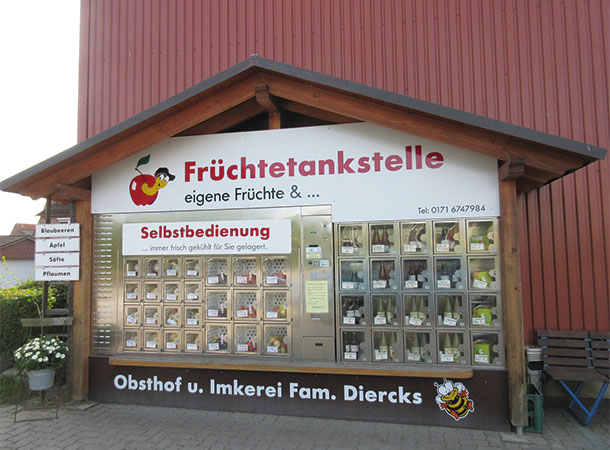 Früchtetankstelle
eigene Früchte & ...
Tel: 0171 6747984
Selbstbedienung
... immer frisch gekühlt für Sie gelagert.
Blaubeeren
Äpfel
Säfte
Pflaumen
Obsthof u. Imkerei Fam. Diercks